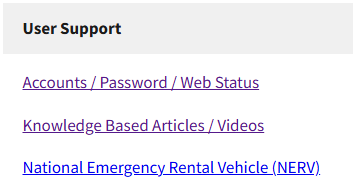 User Support
Accounts / Password / Web Status
Knowledge Based Articles / Videos
National Emergency Rental Vehicle (NERV)